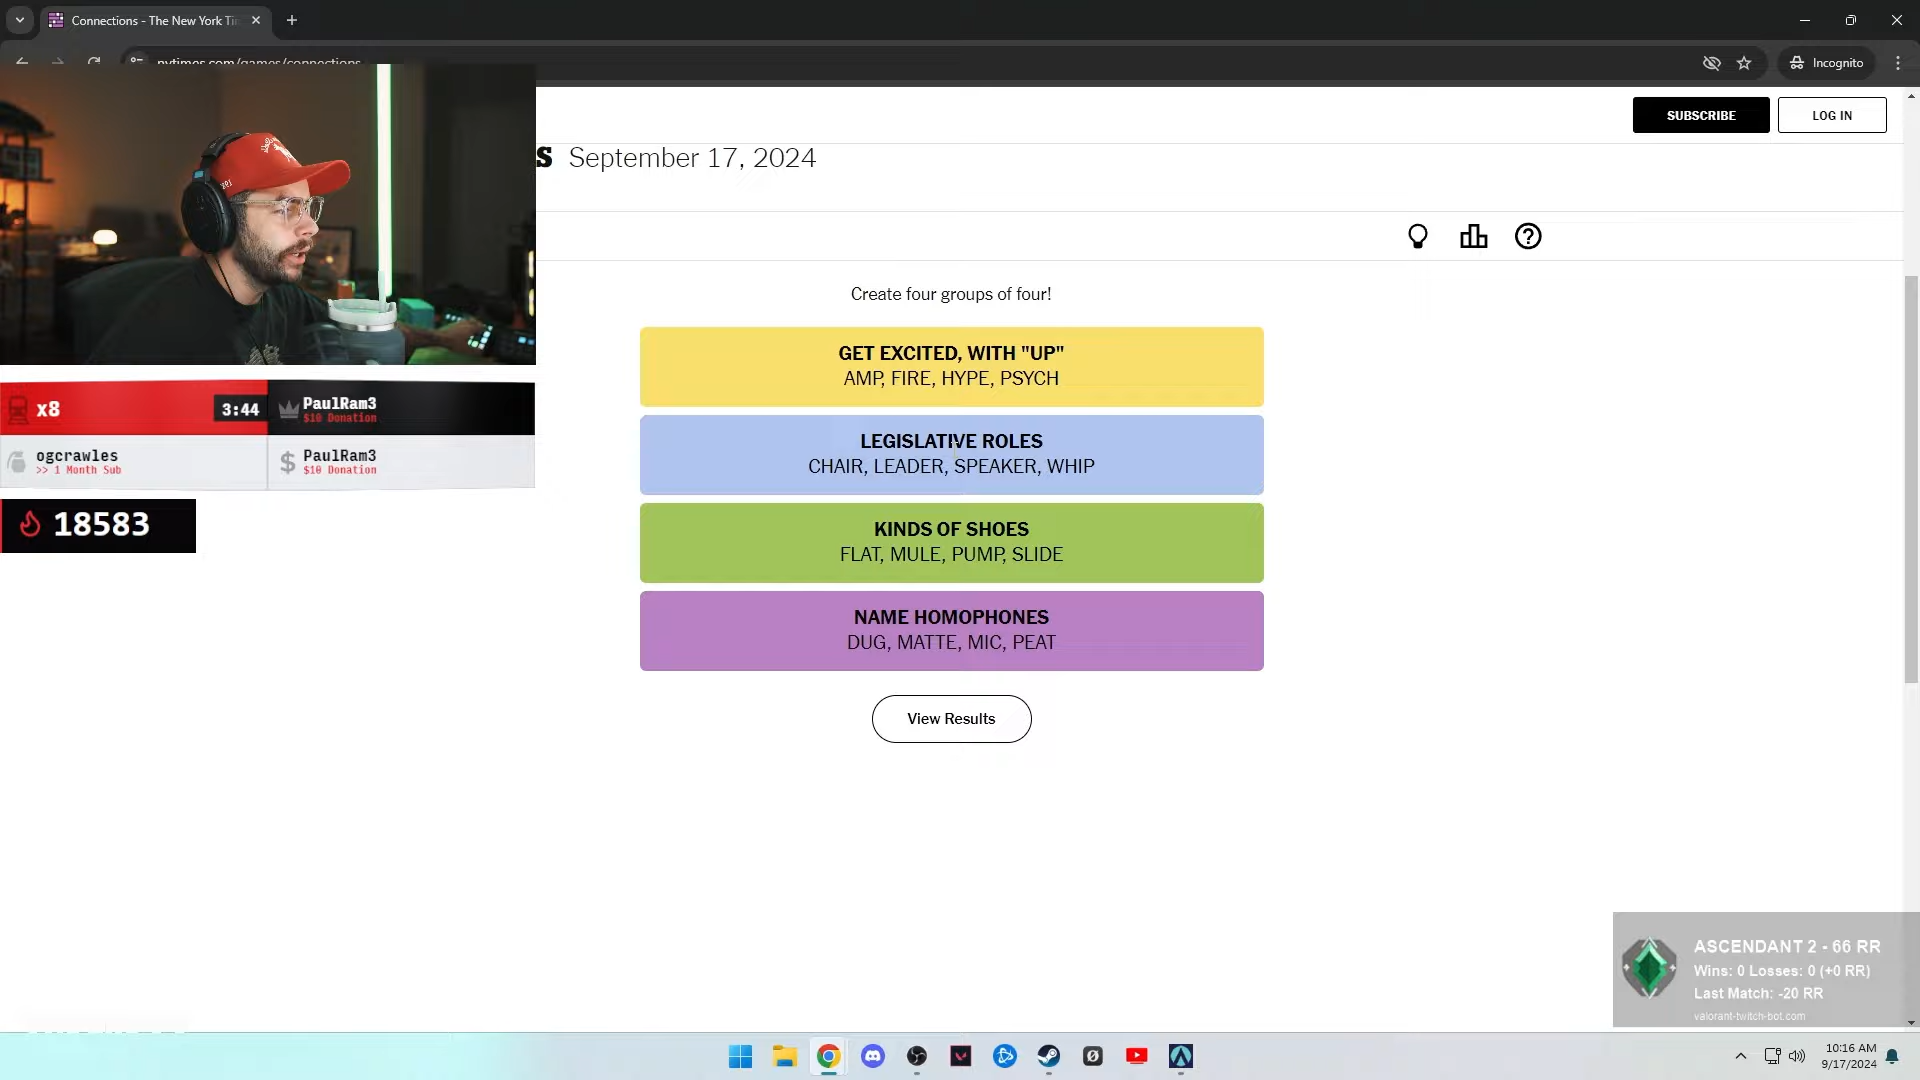 Connections - The New York Ti
nytimes.com/games/connections
Incognito
SUBSCRIBE
LOG IN
S September 17, 2024
Create four groups of four!
GET EXCITED, WITH "UP"
AMP, FIRE, HYPE, PSYCH
LEGISLATIVE ROLES
CHAIR, LEADER, SPEAKER, WHIP
KINDS OF SHOES
FLAT, MULE, PUMP, SLIDE
NAME HOMOPHONES
DUG, MATTE, MIC, PEAT
View Results
x8
3:44
PaulRam3
$10 Donation
ogcrawles
>> 1 Month Sub
$ PaulRam3
$10 Donation
18583
ASCENDANT 2 - 66 RR
Wins: 0 Losses: 0 (+0 RR)
Last Match: -20 RR
valorant-twitch-bot.com
10:16 AM
9/17/2024